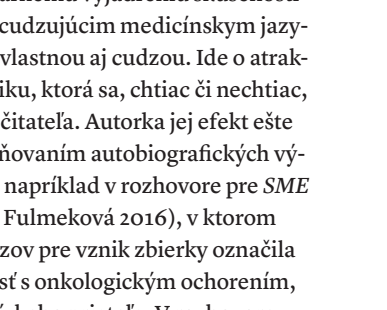 cudzujúcim medicínskym jazy-
vlastnou aj cudzou. Ide o atrak-
iku, ktorá sa, chtiac či nechtiac,
čitateľa. Autorka jej efekt ešte
ňovaním autobiografických vý-
napríklad v rozhovore pre SME
Fulmeková 2016), v ktorom
zov pre vznik zbierky označila
sť s onkologickým ochorením,